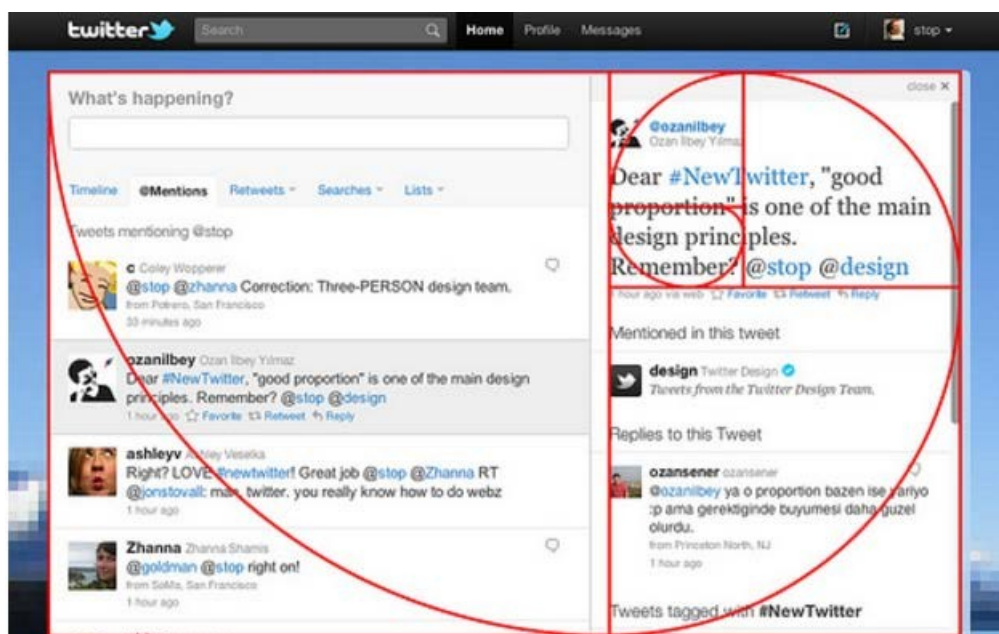 twitter
Search
Home Profile Messages
stop
What's happening?
Timeline @Mentions Retweets Searches Lists
Tweets mentioning @stop
c Coley Wopperer
@stop @zhanna Correction: Three-PERSON design team.
from Potrero, San Francisco
33 minutes ago
ozanilbey Ozan Ilbey Yılmaz
Dear #NewTwitter, "good proportion" is one of the main design
principles. Remember? @stop @design
1 hour ago Favorite Retweet Reply
ashleyv Ashley Veselka
Right? LOVE #newtwitter! Great job @stop @Zhanna RT
@jonstovall: man, twitter. you really know how to do webz
1 hour ago
Zhanna Zhanna Shamis
@goldman @stop right on!
from SoMa, San Francisco
1 hour ago
close ×
@ozanilbey
Ozan Ilbey Yılmaz
Dear #NewTwitter, "good
proportion" is one of the main
design principles.
Remember? @stop @design
1 hour ago via web Favorite Retweet Reply
Mentioned in this tweet
design Twitter Design
Tweets from the Twitter Design Team.
Replies to this Tweet
ozansener ozansener
@ozanilbey ya o proportion bazen ise yariyo
:p ama gerektiginde buyumesi daha guzel
olurdu.
from Princeton North, NJ
1 hour ago
Tweets tagged with #NewTwitter